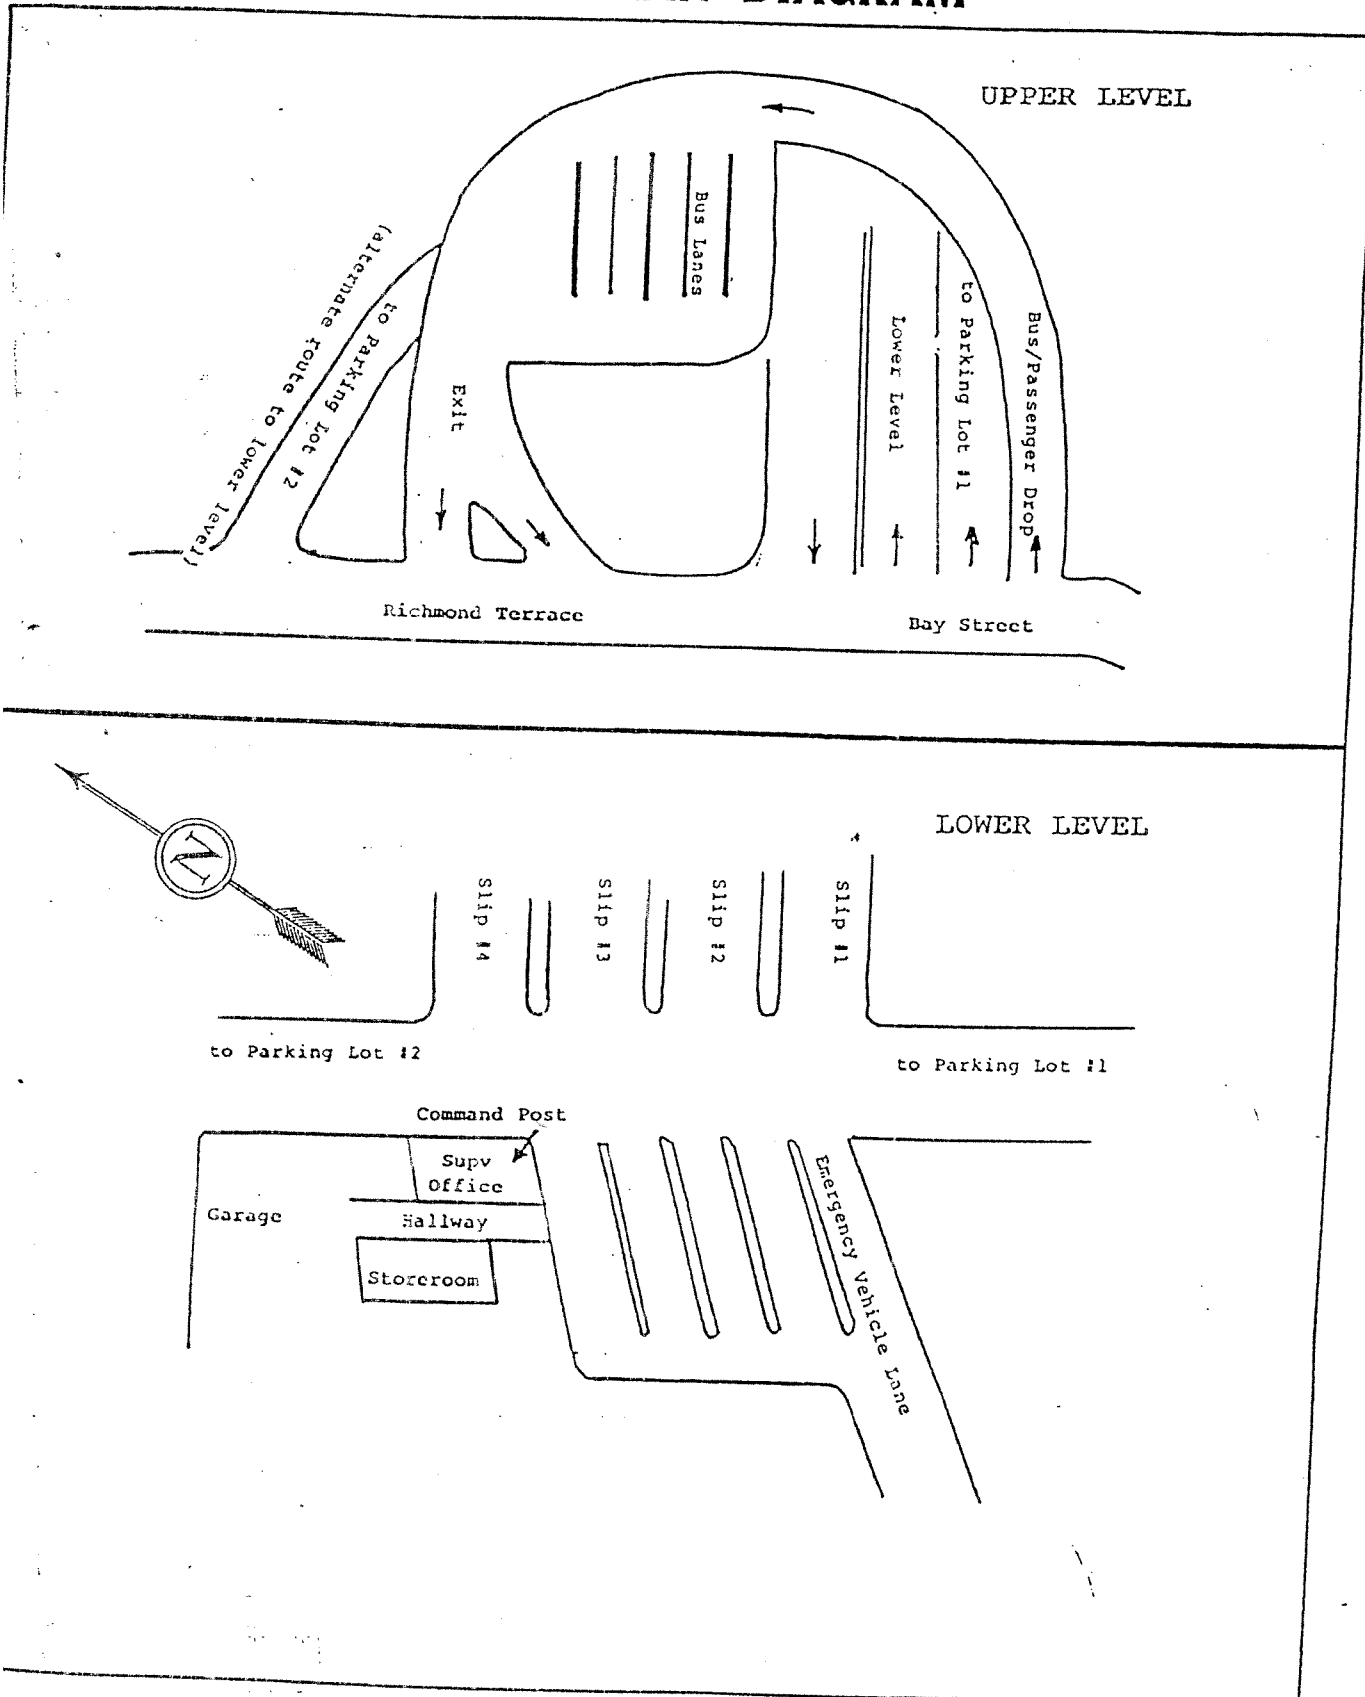 DIAGRAM
UPPER LEVEL
Bus Lanes
(alternate route to lower level)
to Parking Lot #2
Exit
Lower Level
to Parking Lot #1
Bus/Passenger Drop
Richmond Terrace
Bay Street
LOWER LEVEL
N
Slip #4
Slip #3
Slip #2
Slip #1
to Parking Lot #2
to Parking Lot #1
Command Post
Supv
Office
Garage
Hallway
Storeroom
Emergency Vehicle Lane